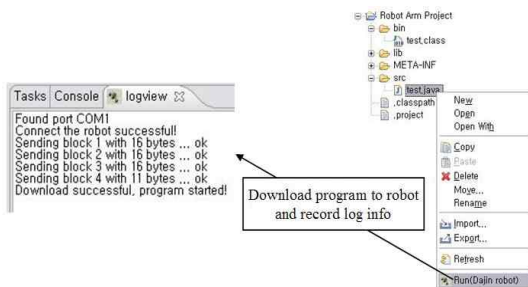 Tasks Console logview
Found port COM1
Connect the robot successful!
Sending block 1 with 16 bytes ... ok
Sending block 2 with 16 bytes ... ok
Sending block 3 with 16 bytes ... ok
Sending block 4 with 11 bytes ... ok
Download successful, program started!
Download program to robot
and record log info
Robot Arm Project
bin
test.class
lib
META-INF
src
test.java
.classpath
.project
New
Open
Open With
Copy
Paste
Delete
Move...
Rename
Import...
Export...
Refresh
Run(Dajin robot)